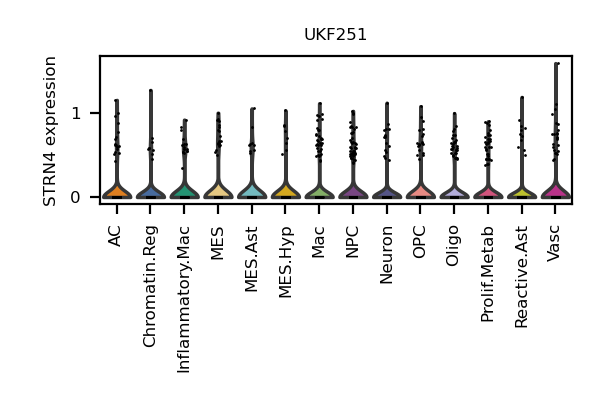 UKF251
STRN4 expression
1
0
AC
Chromatin.Reg
Inflammatory.Mac
MES
MES.Ast
MES.Hyp
Mac
NPC
Neuron
OPC
Oligo
Prolif.Metab
Reactive.Ast
Vasc